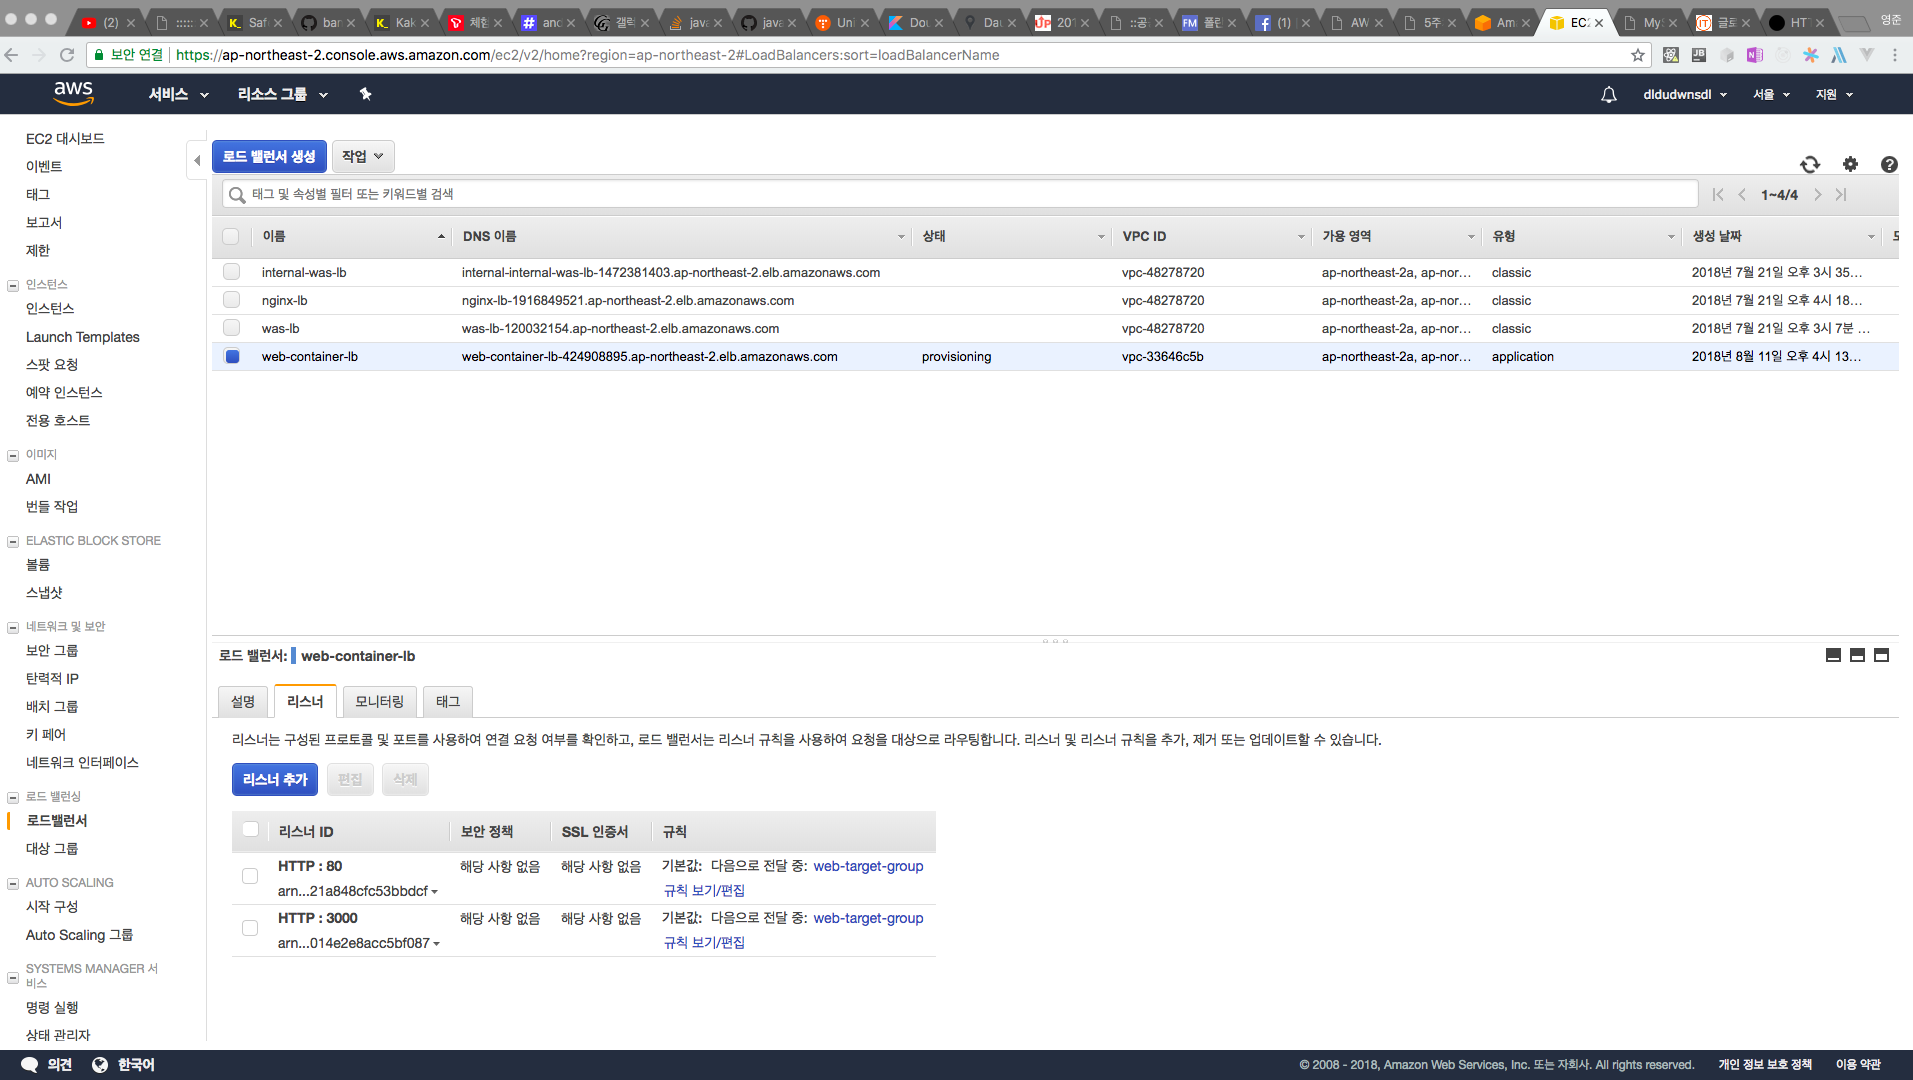 (2) ::::: Saf bar Kak 체험 anc 갤럭 java java Uni Dou Dau 201 ::공 폴린 (1) AW 5주 Ama EC2 MyS 글로 HTT 영준
보안 연결 https://ap-northeast-2.console.aws.amazon.com/ec2/v2/home?region=ap-northeast-2#LoadBalancers:sort=loadBalancerName
aws 서비스 리소스 그룹 dldudwnsdl 서울 지원
EC2 대시보드
이벤트
태그
보고서
제한
인스턴스
인스턴스
Launch Templates
스팟 요청
예약 인스턴스
전용 호스트
이미지
AMI
번들 작업
ELASTIC BLOCK STORE
볼륨
스냅샷
네트워크 및 보안
보안 그룹
탄력적 IP
배치 그룹
키 페어
네트워크 인터페이스
로드 밸런싱
로드밸런서
대상 그룹
AUTO SCALING
시작 구성
Auto Scaling 그룹
SYSTEMS MANAGER 서
비스
명령 실행
상태 관리자
로드 밸런서 생성 작업
태그 및 속성별 필터 또는 키워드별 검색 1~4/4
이름 DNS 이름 상태 VPC ID 가용 영역 유형 생성 날짜
internal-was-lb internal-internal-was-lb-1472381403.ap-northeast-2.elb.amazonaws.com vpc-48278720 ap-northeast-2a, ap-nor... classic 2018년 7월 21일 오후 3시 35...
nginx-lb nginx-lb-1916849521.ap-northeast-2.elb.amazonaws.com vpc-48278720 ap-northeast-2a, ap-nor... classic 2018년 7월 21일 오후 4시 18...
was-lb was-lb-120032154.ap-northeast-2.elb.amazonaws.com vpc-48278720 ap-northeast-2a, ap-nor... classic 2018년 7월 21일 오후 3시 7분 ...
web-container-lb web-container-lb-424908895.ap-northeast-2.elb.amazonaws.com provisioning vpc-33646c5b ap-northeast-2a, ap-nor... application 2018년 8월 11일 오후 4시 13...
로드 밸런서: web-container-lb
설명 리스너 모니터링 태그
리스너는 구성된 프로토콜 및 포트를 사용하여 연결 요청 여부를 확인하고, 로드 밸런서는 리스너 규칙을 사용하여 요청을 대상으로 라우팅합니다. 리스너 및 리스너 규칙을 추가, 제거 또는 업데이트할 수 있습니다.
리스너 추가 편집 삭제
리스너 ID 보안 정책 SSL 인증서 규칙
HTTP : 80 해당 사항 없음 해당 사항 없음 기본값: 다음으로 전달 중: web-target-group
arn...21a848cfc53bbdcf 규칙 보기/편집
HTTP : 3000 해당 사항 없음 해당 사항 없음 기본값: 다음으로 전달 중: web-target-group
arn...014e2e8acc5bf087 규칙 보기/편집
의견 한국어 © 2008 - 2018, Amazon Web Services, Inc. 또는 자회사. All rights reserved. 개인 정보 보호 정책 이용 약관